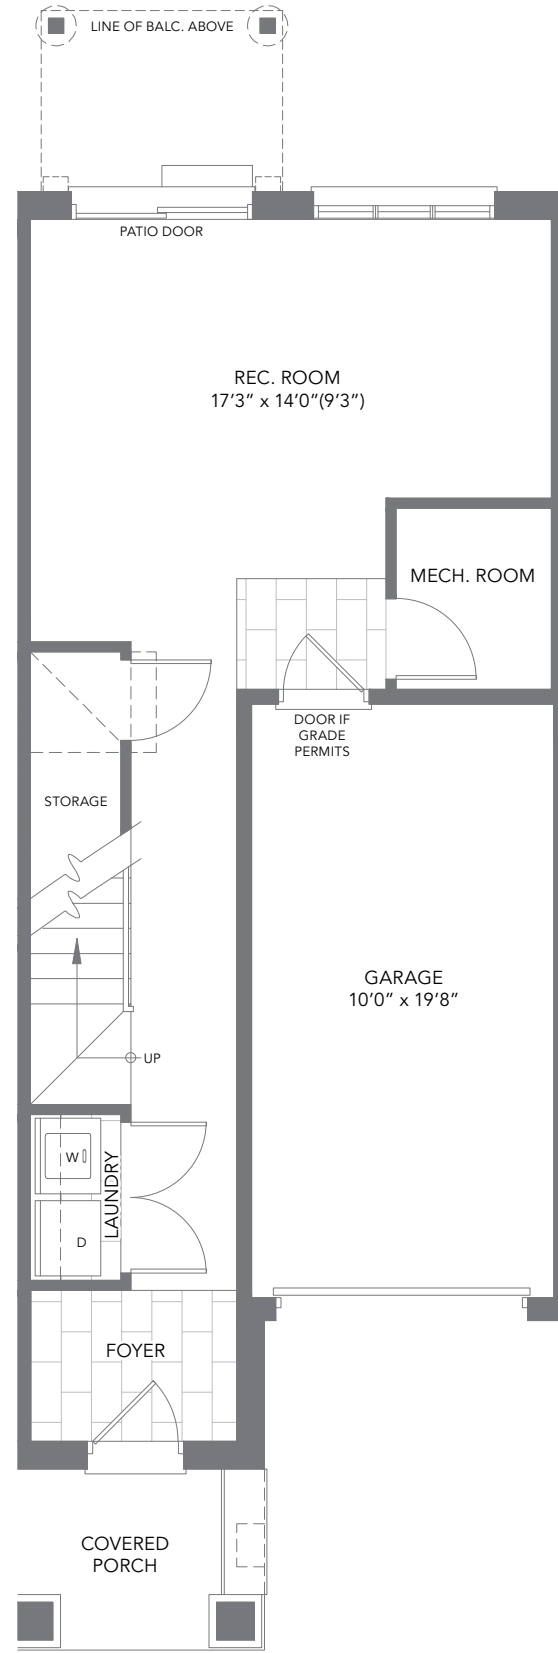 LINE OF BALC. ABOVE
PATIO DOOR
REC. ROOM
17'3" x 14'0"(9'3")
MECH. ROOM
DOOR IF
GRADE
PERMITS
STORAGE
GARAGE
10'0" x 19'8"
UP
W
LAUNDRY
D
FOYER
COVERED
PORCH